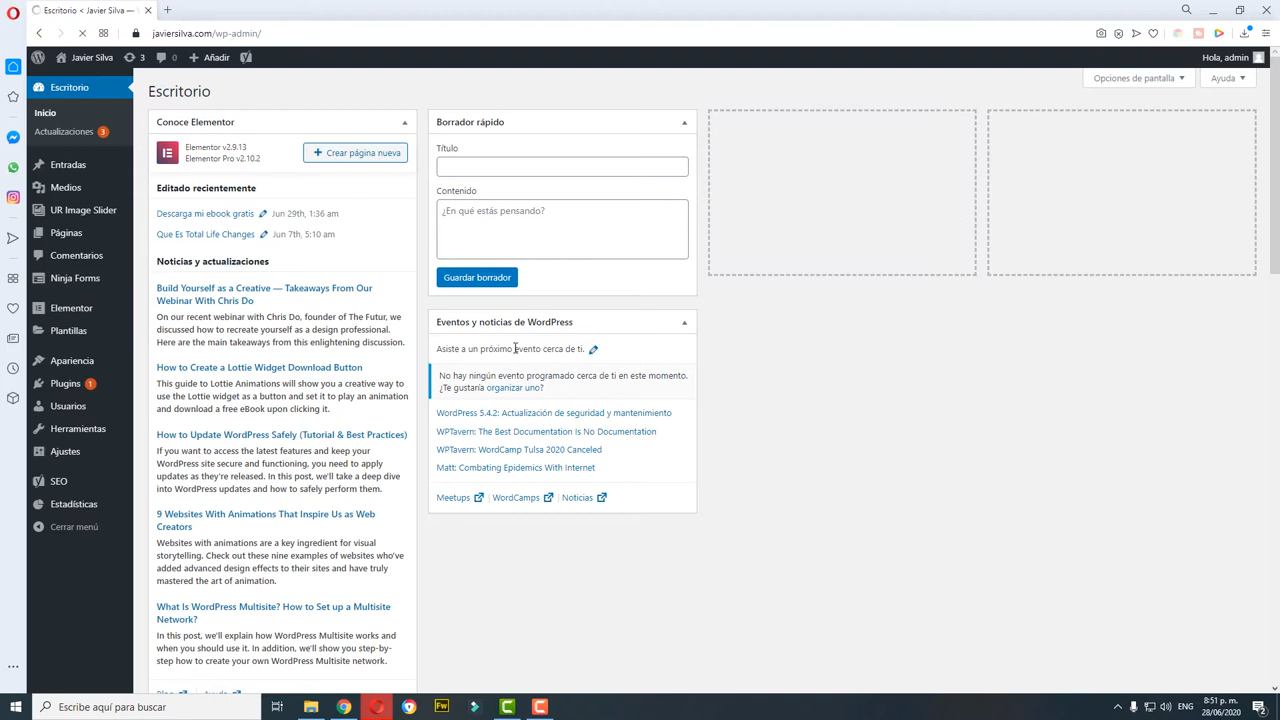 Escritorio < Javier Silva —
javiersilva.com/wp-admin/
Javier Silva 3 0 Añadir
Hola, admin
Opciones de pantalla
Ayuda
Escritorio
Inicio
Actualizaciones 3
Entradas
Medios
UR Image Slider
Páginas
Comentarios
Ninja Forms
Elementor
Plantillas
Apariencia
Plugins 1
Usuarios
Herramientas
Ajustes
SEO
Estadísticas
Cerrar menú
Escritorio
Conoce Elementor
Elementor v2.9.13
Elementor Pro v2.10.2
+ Crear página nueva
Editado recientemente
Descarga mi ebook gratis Jun 29th, 1:36 am
Que Es Total Life Changes Jun 7th, 5:10 am
Noticias y actualizaciones
Build Yourself as a Creative — Takeaways From Our
Webinar With Chris Do
On our recent webinar with Chris Do, founder of The Futur, we
discussed how to recreate yourself as a design professional.
Here are the main takeaways from this enlightening discussion.
How to Create a Lottie Widget Download Button
This guide to Lottie Animations will show you a creative way to
use the Lottie widget as a button and set it to play an animation
and download a free eBook upon clicking it.
How to Update WordPress Safely (Tutorial & Best Practices)
If you want to access the latest features and keep your
WordPress site secure and functioning, you need to apply
updates as they're released. In this post, we'll take a deep dive
into WordPress updates and how to safely perform them.
9 Websites With Animations That Inspire Us as Web
Creators
Websites with animations are a key ingredient for visual
storytelling. Check out these nine examples of websites who've
added advanced design effects to their sites and have truly
mastered the art of animation.
What Is WordPress Multisite? How to Set up a Multisite
Network?
In this post, we'll explain how WordPress Multisite works and
when you should use it. In addition, we'll show you step-by-
step how to create your own WordPress Multisite network.
Blog Ayuda
Borrador rápido
Título
Contenido
¿En qué estás pensando?
Guardar borrador
Eventos y noticias de WordPress
Asiste a un próximo evento cerca de ti.
No hay ningún evento programado cerca de ti en este momento.
¿Te gustaría organizar uno?
WordPress 5.4.2: Actualización de seguridad y mantenimiento
WPTavern: The Best Documentation Is No Documentation
WPTavern: WordCamp Tulsa 2020 Canceled
Matt: Combating Epidemics With Internet
Meetups | WordCamps | Noticias
Escribe aquí para buscar
Fw
ENG
8:51 p. m.
28/06/2020
2